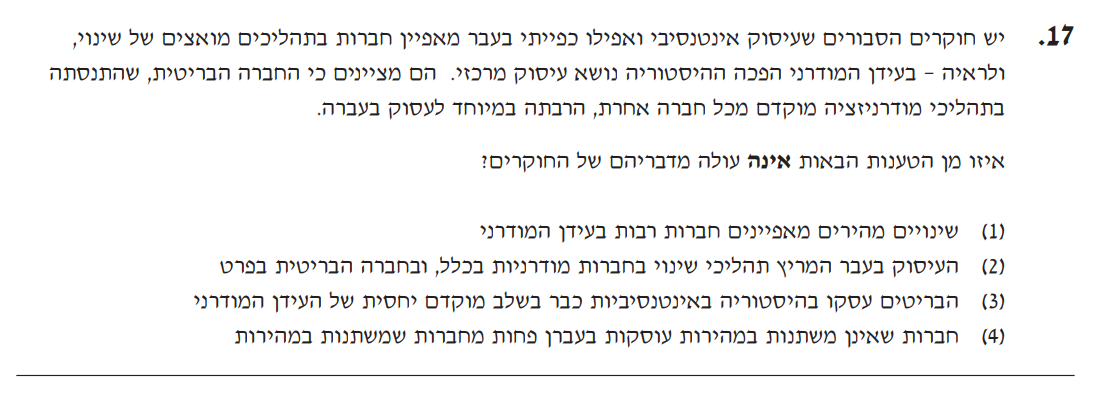 17. יש חוקרים הסבורים שעיסוק אינטנסיבי ואפילו כפייתי בעבר מאפיין חברות בתהליכים מואצים של שינוי,
ולראיה – בעידן המודרני הפכה ההיסטוריה נושא עיסוק מרכזי. הם מציינים כי החברה הבריטית, שהתנסתה
בתהליכי מודרניזציה מוקדם מכל חברה אחרת, הרבתה במיוחד לעסוק בעברה.
איזו מן הטענות הבאות אינה עולה מדבריהם של החוקרים?
(1) שינויים מהירים מאפיינים חברות רבות בעידן המודרני
(2) העיסוק בעבר המריץ תהליכי שינוי בחברות מודרניות בכלל, ובחברה הבריטית בפרט
(3) הבריטים עסקו בהיסטוריה באינטנסיביות כבר בשלב מוקדם יחסית של העידן המודרני
(4) חברות שאינן משתנות במהירות עוסקות בעברן פחות מחברות שמשתנות במהירות